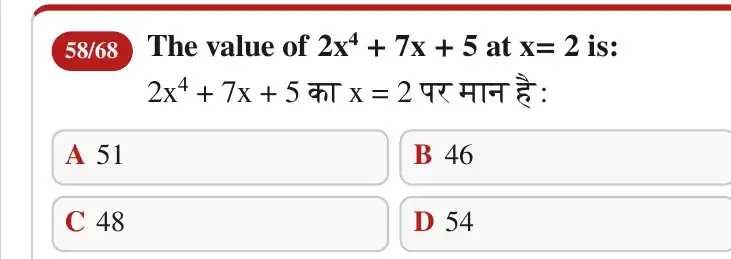 58/68 The value of 2x⁴ + 7x + 5 at x= 2 is:
2x⁴ + 7x + 5 का x = 2 पर मान है :
A 51
B 46
C 48
D 54